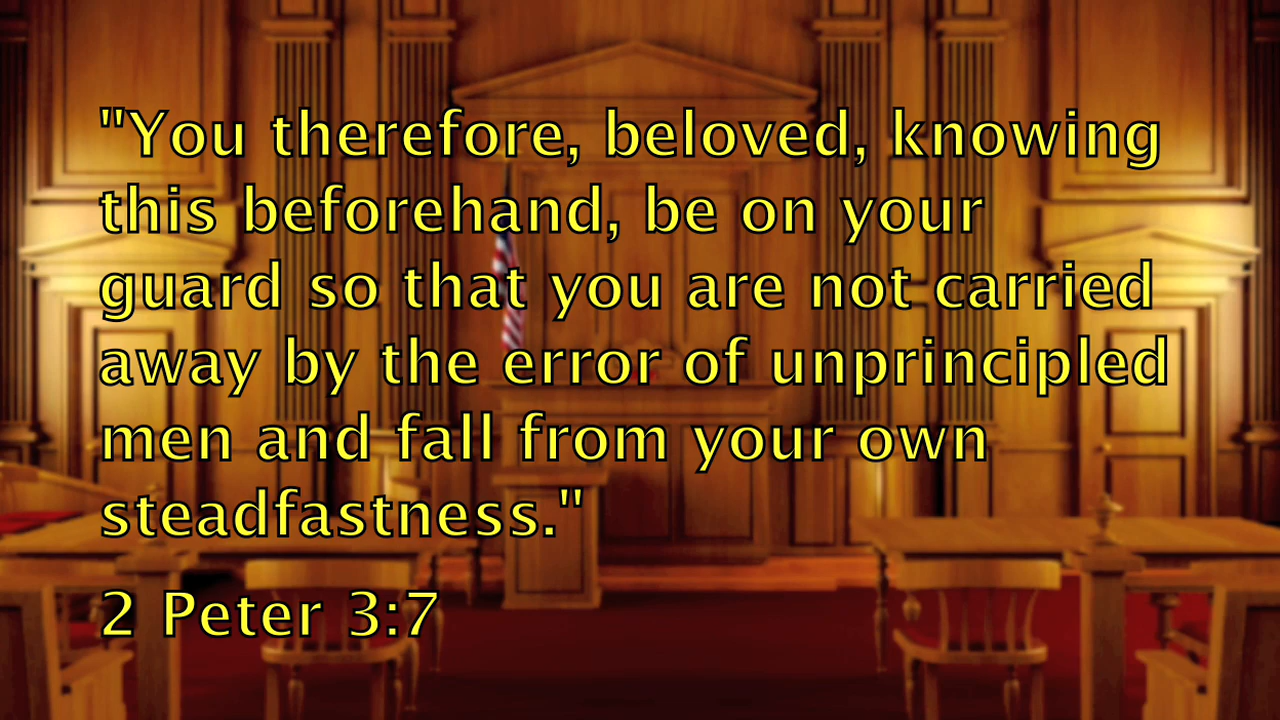 "You therefore, beloved, knowing
this beforehand, be on your
guard so that you are not carried
away by the error of unprincipled
men and fall from your own
steadfastness."
2 Peter 3:7